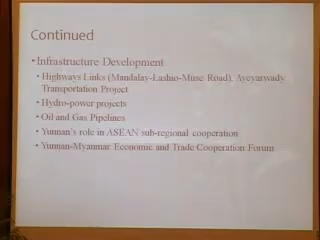 Continued
• Infrastructure Development
• Highways Links (Mandalay-Lashio-Muse Road), Ayeyarwady
Transportation Project
• Hydro-power projects
• Oil and Gas Pipelines
• Yunnan's role in ASEAN sub-regional cooperation
• Yunnan-Myanmar Economic and Trade Cooperation Forum